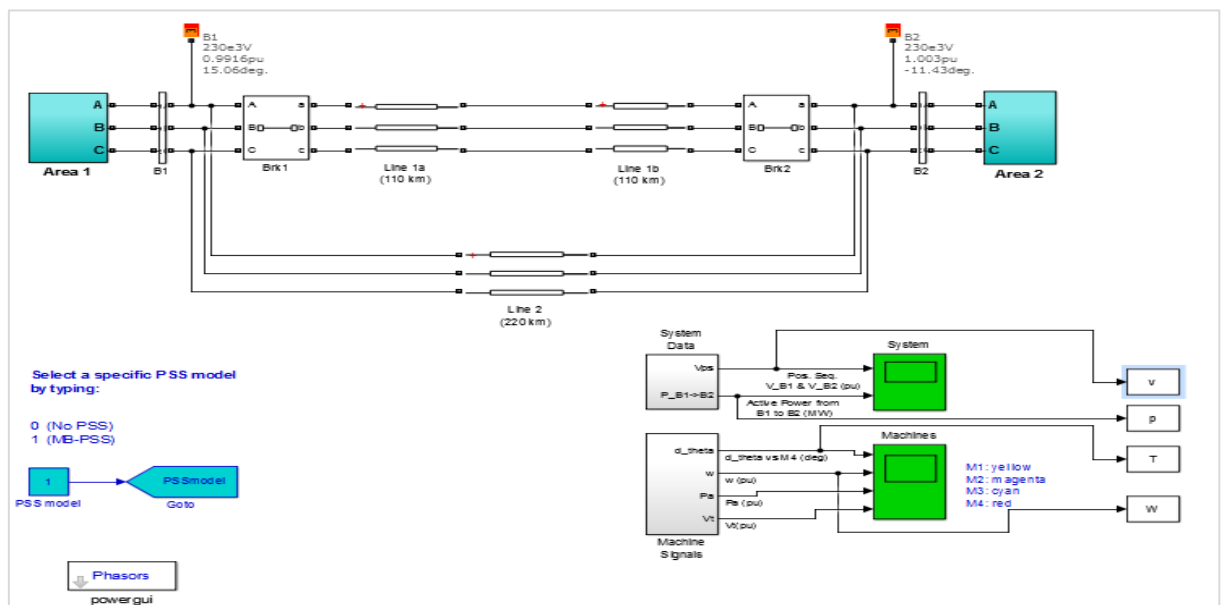 B1
230e3V
0.9916pu
15.06deg.
B2
230e3V
1.003pu
-11.43deg.
A
B
C
Area 1
B1
A a
B b
C c
Brk1
Line 1a
(110 km)
Line 1b
(110 km)
A a
B b
C c
Brk2
B2
A
B
C
Area 2
Line 2
(220 km)
Select a specific PSS model
by typing:
0 (No PSS)
1 (MB-PSS)
1
PSS model
PSSmodel
Goto
Phasors
powergui
System
Data
Vps
P_B1->B2
Pos. Seq.
V_B1 & V_B2 (pu)
Active Power from
B1 to B2 (MW)
System
v
p
T
W
Machines
d_theta
w
Pa
Vt
d_theta vs M4 (deg)
w (pu)
Pa (pu)
Vt(pu)
Machine
Signals
M1: yellow
M2: magenta
M3: cyan
M4: red